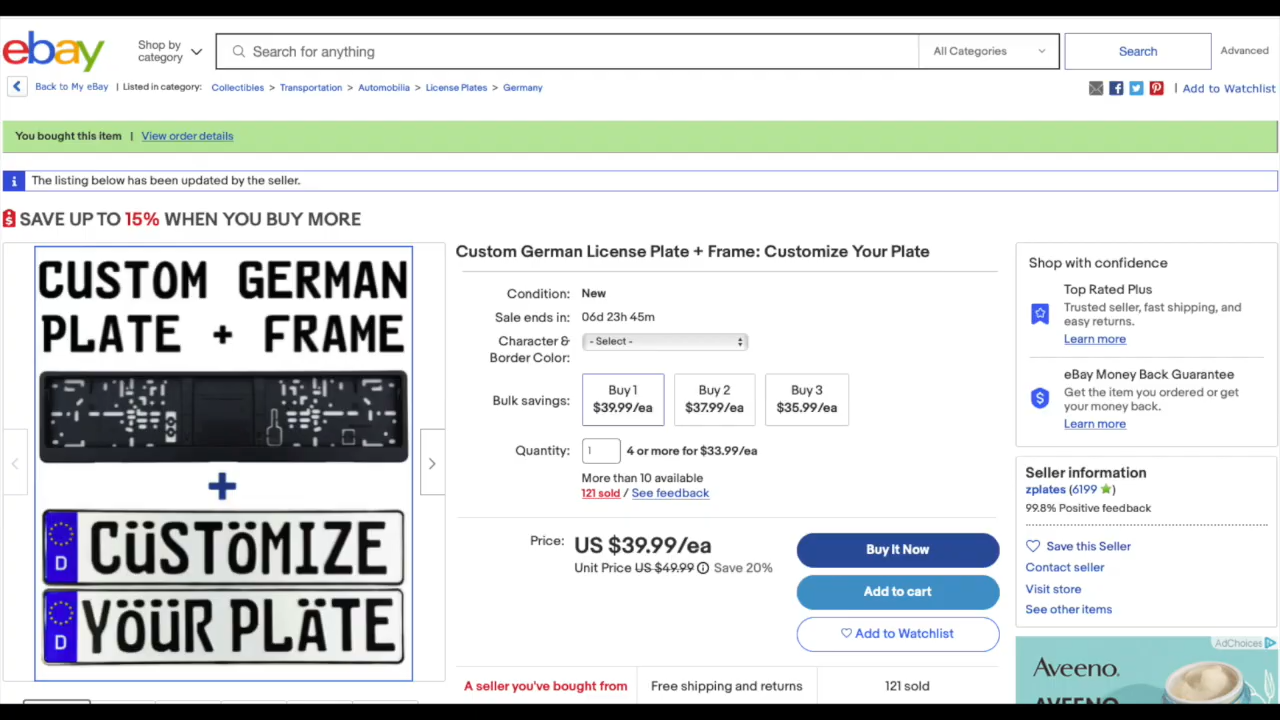 ebay
Shop by category
Search for anything
All Categories
Search
Advanced
Back to My eBay | Listed in category: Collectibles > Transportation > Automobilia > License Plates > Germany
| Add to Watchlist
You bought this item | View order details
i The listing below has been updated by the seller.
$ SAVE UP TO 15% WHEN YOU BUY MORE
CUSTOM GERMAN
PLATE + FRAME
+
D CÜSTÖMIZE
D YÖÜR PLÄTE
Custom German License Plate + Frame: Customize Your Plate
Condition: New
Sale ends in: 06d 23h 45m
Character & Border Color: - Select -
Bulk savings:
Buy 1 $39.99/ea
Buy 2 $37.99/ea
Buy 3 $35.99/ea
Quantity: 1 4 or more for $33.99/ea
More than 10 available
121 sold / See feedback
Price: US $39.99/ea
Unit Price US $49.99 Save 20%
Buy It Now
Add to cart
Add to Watchlist
A seller you've bought from
Free shipping and returns
121 sold
Shop with confidence
Top Rated Plus
Trusted seller, fast shipping, and
easy returns.
Learn more
eBay Money Back Guarantee
Get the item you ordered or get
your money back.
Learn more
Seller information
zplates (6199)
99.8% Positive feedback
Save this Seller
Contact seller
Visit store
See other items
AdChoices
Aveeno.
AVEENO